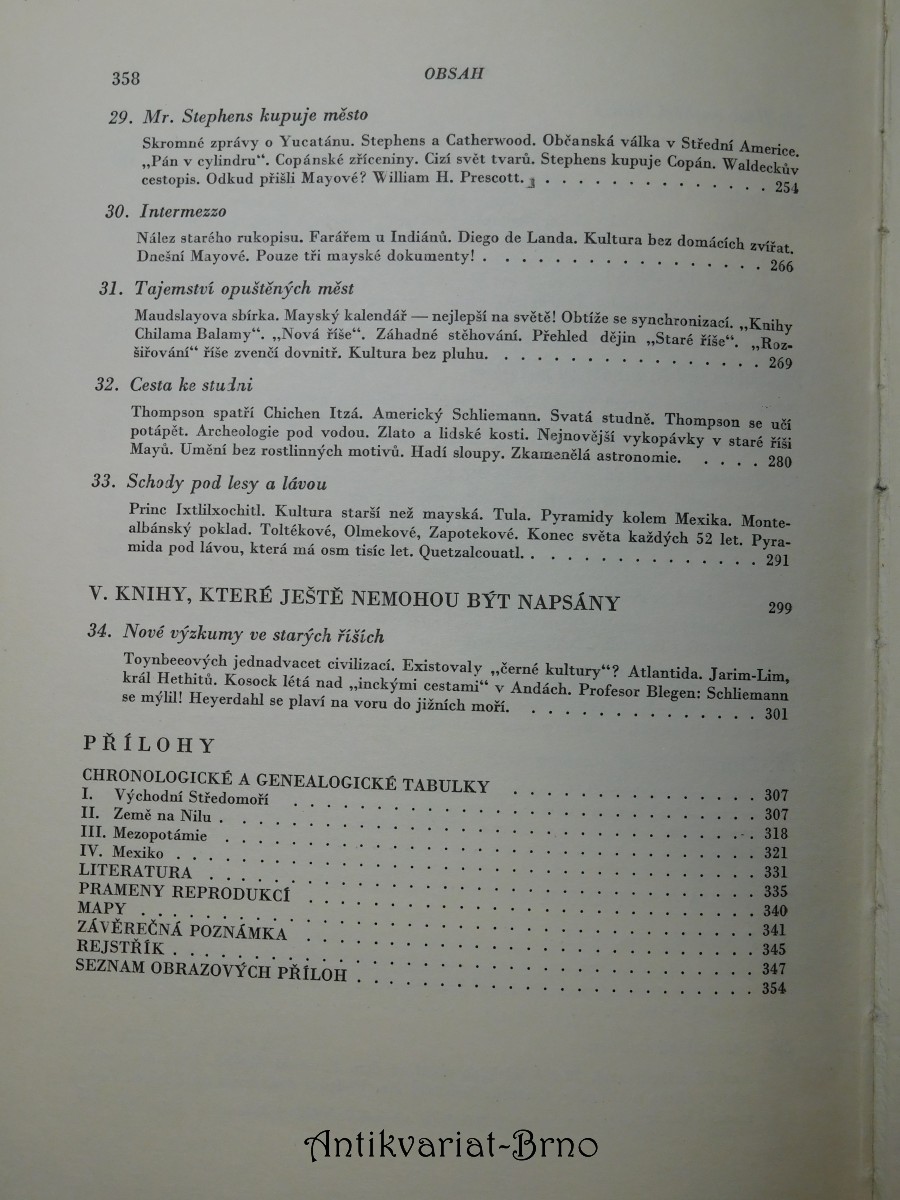 358
OBSAH
29. Mr. Stephens kupuje město
Skromné zprávy o Yucatánu. Stephens a Catherwood. Občanská válka v Střední Americe.
„Pán v cylindru“. Copánské zříceniny. Cizí svět tvarů. Stephens kupuje Copán. Waldeckův
cestopis. Odkud přišli Mayové? William H. Prescott. . . . . . . . . . . . . . . 254
30. Intermezzo
Nález starého rukopisu. Farářem u Indiánů. Diego de Landa. Kultura bez domácích zvířat.
Dnešní Mayové. Pouze tři mayské dokumenty! . . . . . . . . . . . . . . . . 266
31. Tajemství opuštěných měst
Maudslayova sbírka. Mayský kalendář — nejlepší na světě! Obtíže se synchronizací. „Knihy
Chilama Balamy“. „Nová říše“. Záhadné stěhování. Přehled dějin „Staré říše“. „Roz-
šiřování“ říše zvenčí dovnitř. Kultura bez pluhu. . . . . . . . . . . . . . . 269
32. Cesta ke studni
Thompson spatří Chichen Itzá. Americký Schliemann. Svatá studně. Thompson se učí
potápět. Archeologie pod vodou. Zlato a lidské kosti. Nejnovější vykopávky v staré říši
Mayů. Umění bez rostlinných motivů. Hadí sloupy. Zkamenělá astronomie. . . . . 280
33. Schody pod lesy a lávou
Princ Ixtlilxochitl. Kultura starší než mayská. Tula. Pyramidy kolem Mexika. Monte-
albánský poklad. Toltékové, Olmekové, Zapotekové. Konec světa každých 52 let. Pyra-
mida pod lávou, která má osm tisíc let. Quetzalcouatl. . . . . . . . . . . . . 291
V. KNIHY, KTERÉ JEŠTĚ NEMOHOU BÝT NAPSÁNY 299
34. Nové výzkumy ve starých říších
Toynbeeových jednadvacet civilizací. Existovaly „černé kultury“? Atlantida. Jarim-Lim,
král Hethitů. Kosock létá nad „inckými cestami“ v Andách. Profesor Blegen: Schliemann
se mýlil! Heyerdahl se plaví na voru do jižních moří. . . . . . . . . . . . . 301
PŘÍLOHY
CHRONOLOGICKÉ A GENEALOGICKÉ TABULKY . . . . . . . . . . . . 307
I. Východní Středomoří . . . . . . . . . . . . . . . . . . . . . . . 307
II. Země na Nilu . . . . . . . . . . . . . . . . . . . . . . . . . . 318
III. Mezopotámie . . . . . . . . . . . . . . . . . . . . . . . . . . 321
IV. Mexiko . . . . . . . . . . . . . . . . . . . . . . . . . . . . 331
LITERATURA . . . . . . . . . . . . . . . . . . . . . . . . . . . 335
PRAMENY REPRODUKCÍ . . . . . . . . . . . . . . . . . . . . . . 340
MAPY . . . . . . . . . . . . . . . . . . . . . . . . . . . . . . 341
ZÁVĚREČNÁ POZNÁMKA . . . . . . . . . . . . . . . . . . . . . . 345
REJSTŘÍK . . . . . . . . . . . . . . . . . . . . . . . . . . . . 347
SEZNAM OBRAZOVÝCH PŘÍLOH . . . . . . . . . . . . . . . . . . . 354
Antikvariat-Brno